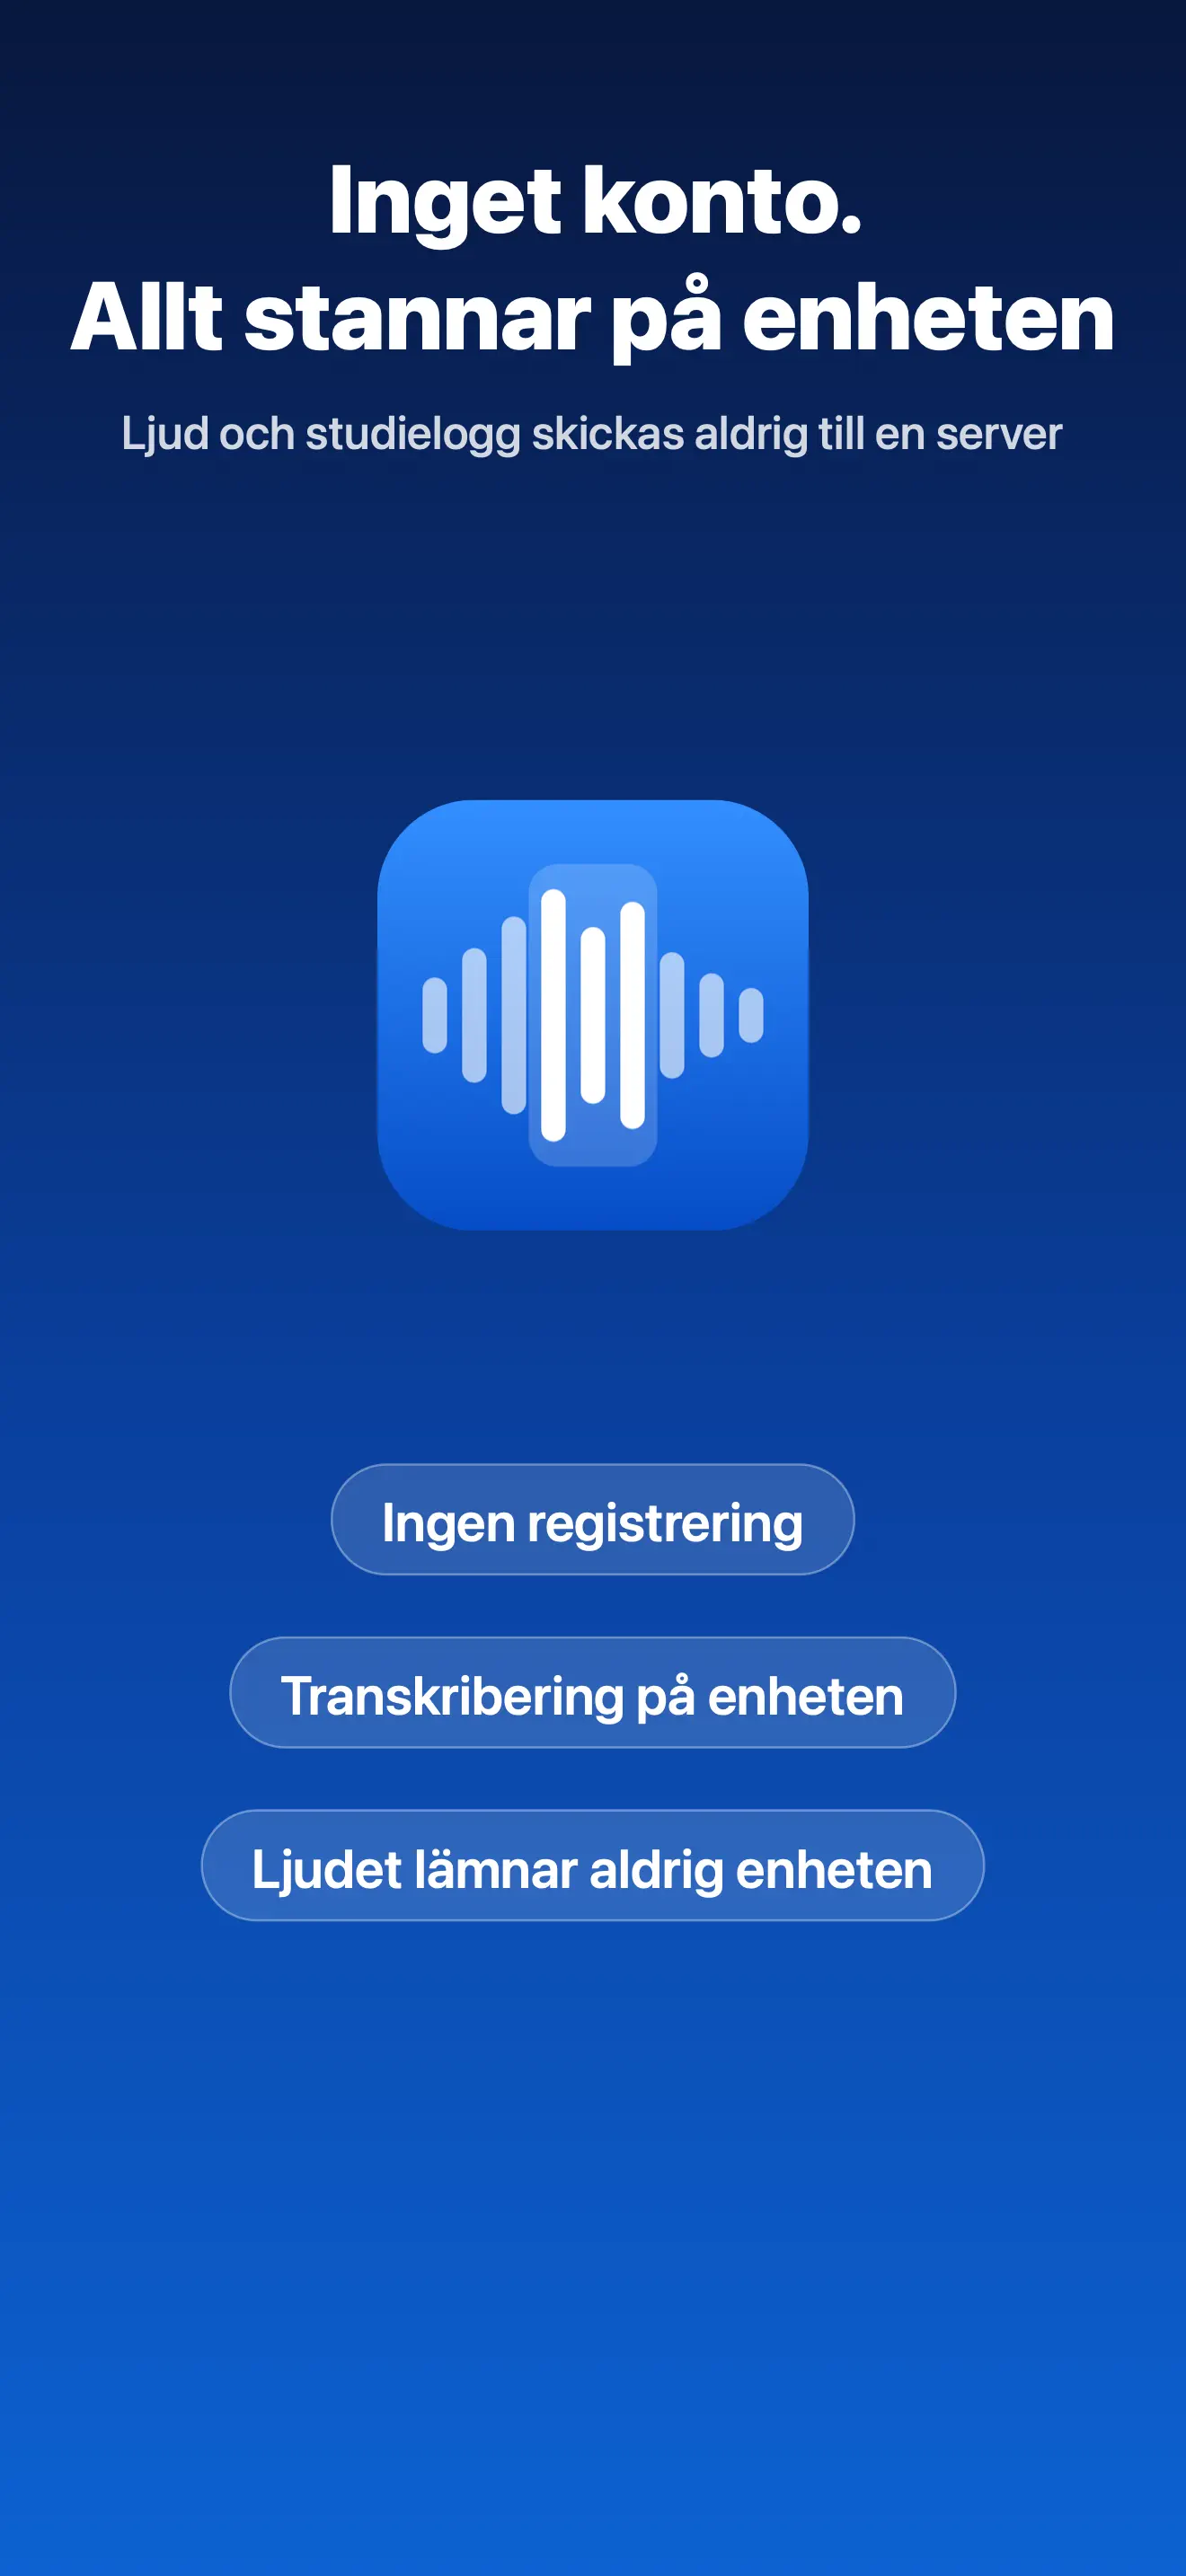 Inget konto.
Allt stannar på enheten
Ljud och studielogg skickas aldrig till en server
Ingen registrering
Transkribering på enheten
Ljudet lämnar aldrig enheten